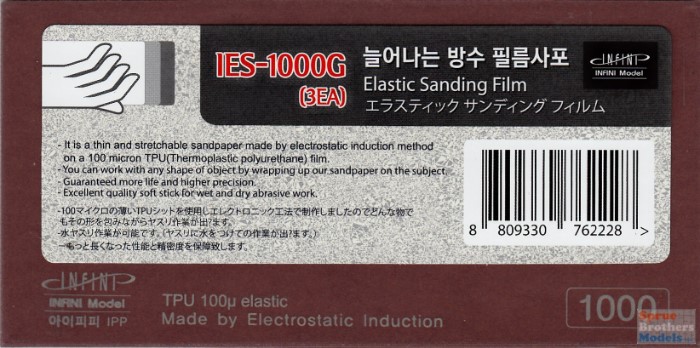 IES-1000G
(3EA)
늘어나는 방수 필름사포
Elastic Sanding Film
エラスティック サンディング フィルム
INFINI
INFINI Model
- It is a thin and stretchable sandpaper made by electrostatic induction method
on a 100 micron TPU(Thermoplastic polyurethane) film.
- You can work with any shape of object by wrapping up our sandpaper on the subject.
Guaranteed more life and higher precision.
- Excellent quality soft stick for wet and dry abrasive work.
-100マイクロの薄いTPUシットを使用しエレクトロニック工法で制作しましたのでどんな物で
もその形を包みながらヤスリ作業が出?ます。
-水ヤスリ作業が可能です。(ヤスリに水をつけての作業が出?ます。)
-もっと長くなった性能と精密度を保障致します。
8 809330 762228 >
INFINI
INFINI Model
아이피피 IPP
TPU 100μ elastic
Made by Electrostatic Induction
1000
Sprue
Brothers
Models